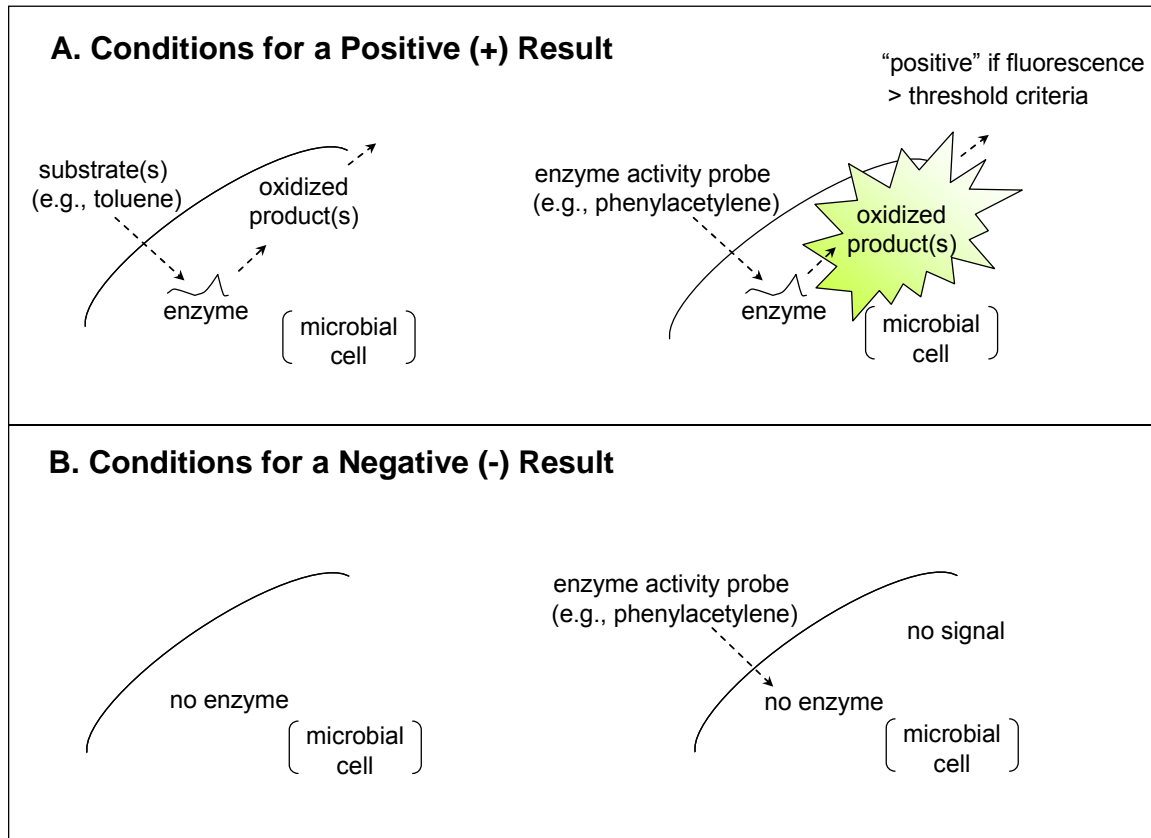 A. Conditions for a Positive (+) Result
“positive” if fluorescence
> threshold criteria
substrate(s)
(e.g., toluene)
oxidized
product(s)
enzyme
microbial
cell
enzyme activity probe
(e.g., phenylacetylene)
oxidized
product(s)
enzyme
microbial
cell
B. Conditions for a Negative (-) Result
no enzyme
microbial
cell
enzyme activity probe
(e.g., phenylacetylene)
no signal
no enzyme
microbial
cell